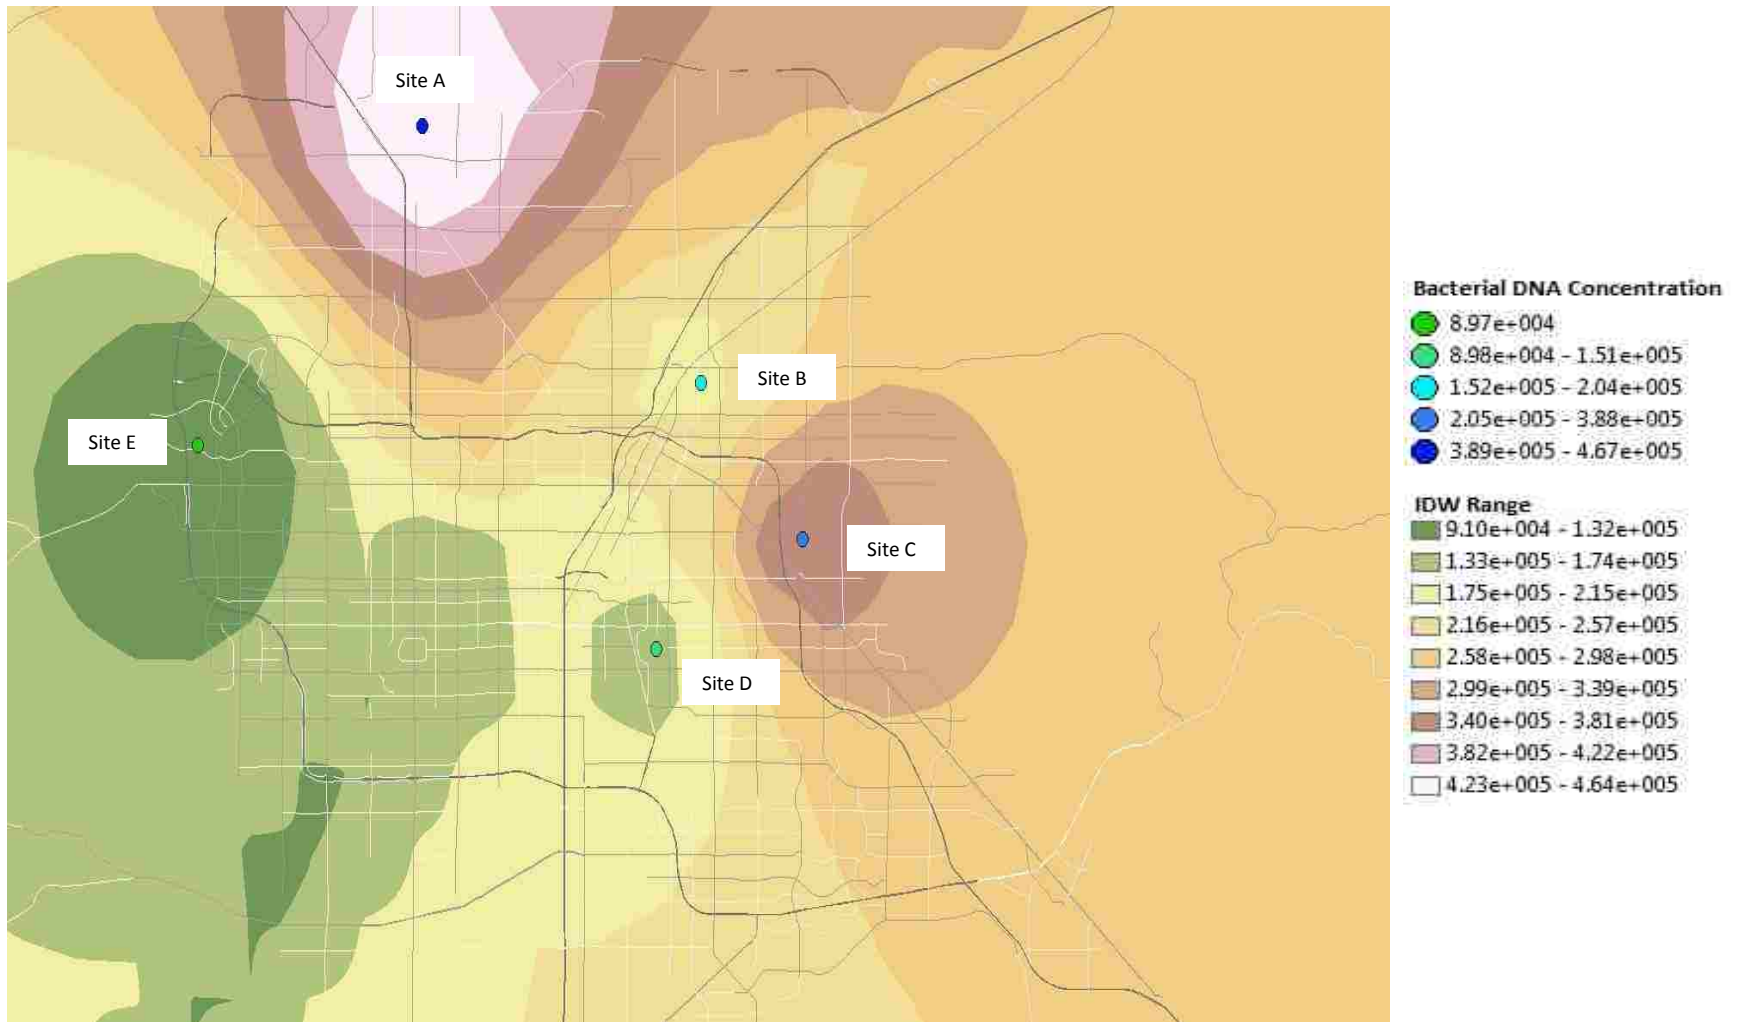 Site A
Site B
Site E
Site C
Site D
Bacterial DNA Concentration
8.97e+004
8.98e+004 - 1.51e+005
1.52e+005 - 2.04e+005
2.05e+005 - 3.88e+005
3.89e+005 - 4.67e+005
IDW Range
9.10e+004 - 1.32e+005
1.33e+005 - 1.74e+005
1.75e+005 - 2.15e+005
2.16e+005 - 2.57e+005
2.58e+005 - 2.98e+005
2.99e+005 - 3.39e+005
3.40e+005 - 3.81e+005
3.82e+005 - 4.22e+005
4.23e+005 - 4.64e+005